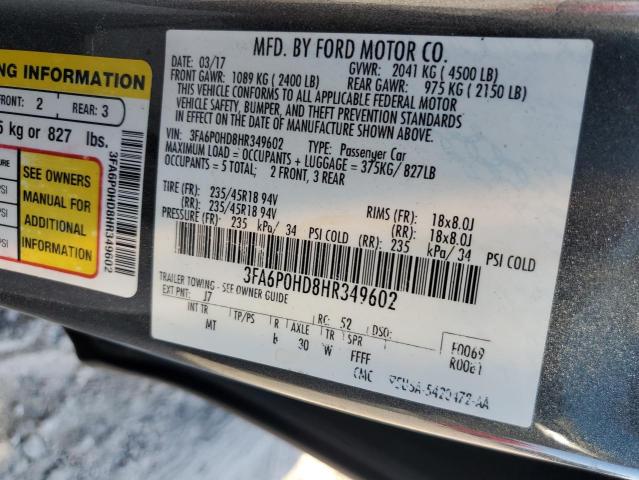 NG INFORMATION
FRONT: 2 REAR: 3
5 kg or 827 lbs.
SURE
PSI
PSI
PSI
SEE OWNERS
MANUAL FOR
ADDITIONAL
INFORMATION
3FA6P0HD8HR349602
MFD. BY FORD MOTOR CO.
DATE: 03/17 GVWR: 2041 KG ( 4500 LB)
FRONT GAWR: 1089 KG ( 2400 LB) REAR GAWR: 975 KG ( 2150 LB)
THIS VEHICLE CONFORMS TO ALL APPLICABLE FEDERAL MOTOR
VEHICLE SAFETY, BUMPER, AND THEFT PREVENTION STANDARDS
IN EFFECT ON THE DATE OF MANUFACTURE SHOWN ABOVE.
VIN: 3FA6P0HD8HR349602 TYPE: Passenger Car
MAXIMUM LOAD = OCCUPANTS + LUGGAGE = 375KG/ 827LB
OCCUPANTS = 5 TOTAL; 2 FRONT, 3 REAR
TIRE (FR): 235/45R18 94V RIMS (FR): 18x8.0J
(RR): 235/45R18 94V (RR): 18x8.0J
PRESSURE (FR): 235 kPa/ 34 PSI COLD (RR): 235 kPa/ 34 PSI COLD
3FA6P0HD8HR349602
TRAILER TOWING - SEE OWNER GUIDE
EXT PNT: J7 RC: 52 DSO: F0069
INT TR TP/PS R AXLE TR SPR
MT 30 W FFFF
CMC